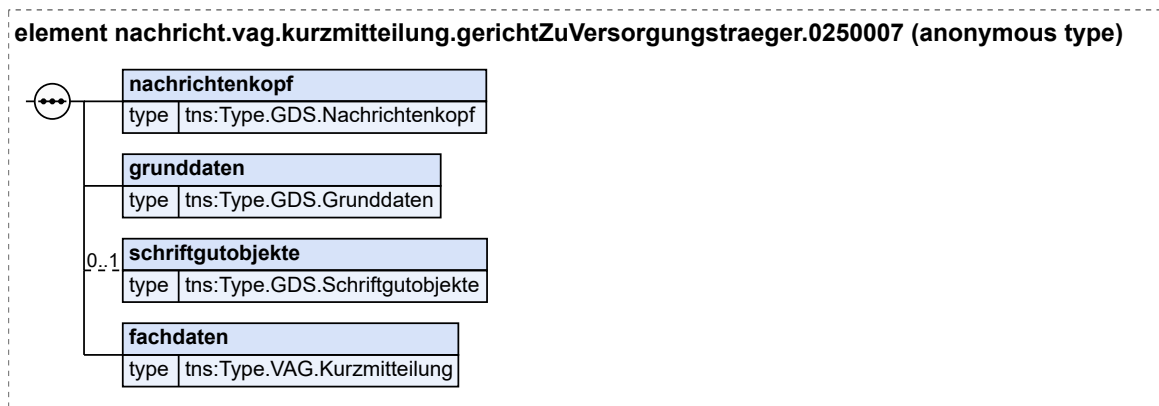 element nachricht.vag.kurzmitteilung.gerichtZuVersorgungstraeger.0250007 (anonymous type)
nachrichtenkopf
type tns:Type.GDS.Nachrichtenkopf
grunddaten
type tns:Type.GDS.Grunddaten
0..1 schriftgutobjekte
type tns:Type.GDS.Schriftgutobjekte
fachdaten
type tns:Type.VAG.Kurzmitteilung